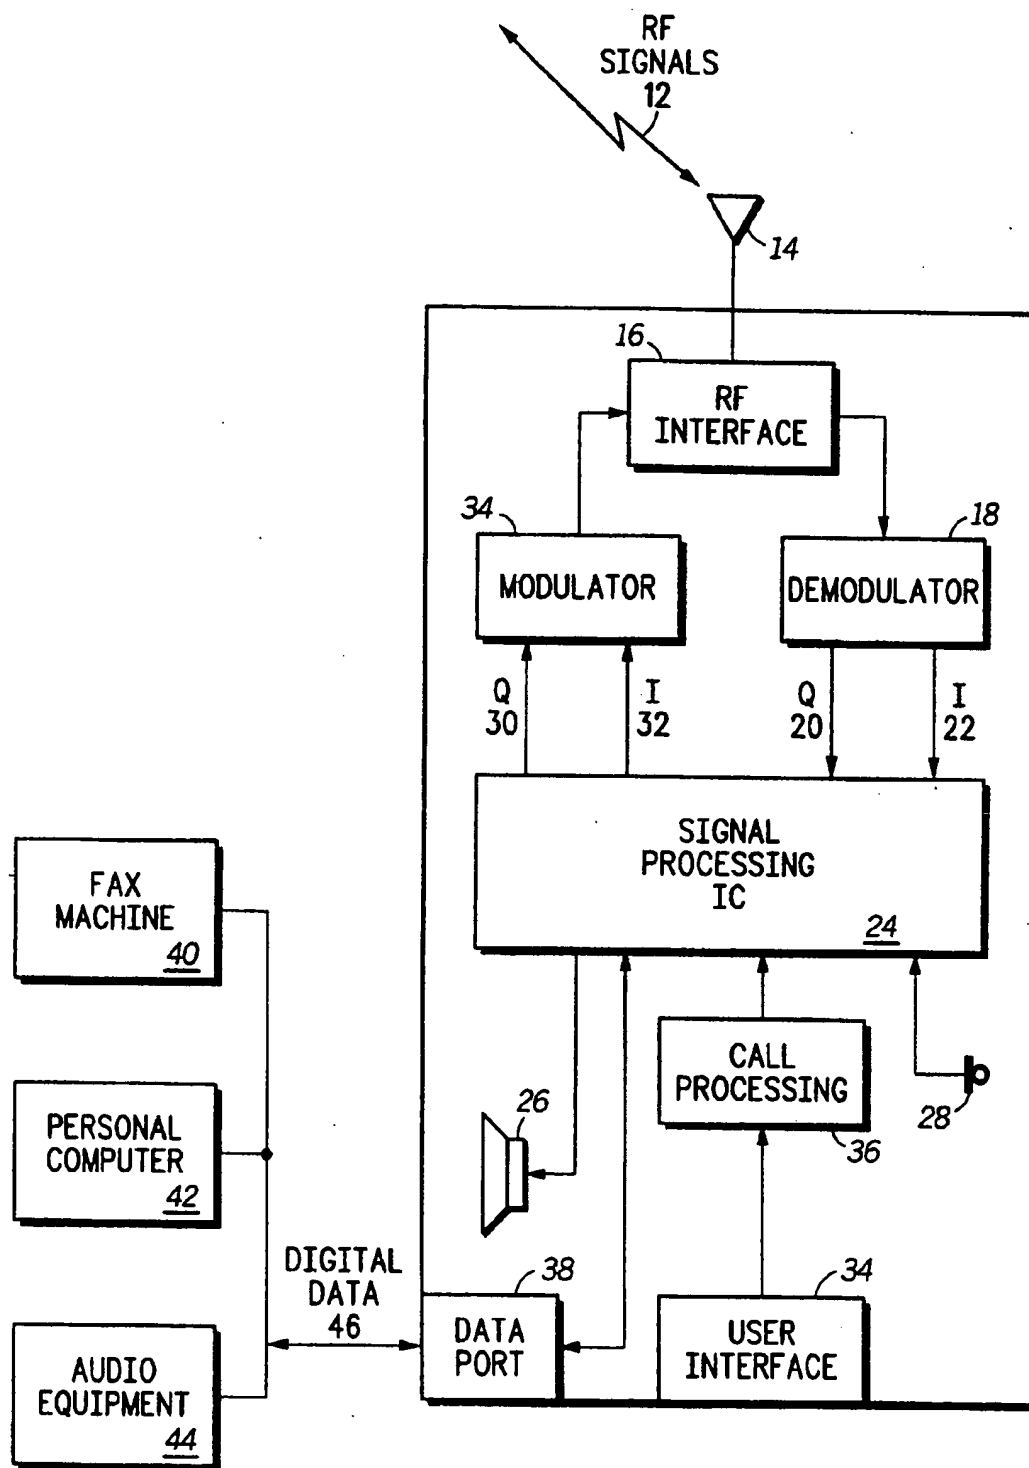 RF
SIGNALS
12
14
16
RF
INTERFACE
34
MODULATOR
18
DEMODULATOR
Q
30
I
32
Q
20
I
22
SIGNAL
PROCESSING
IC
24
FAX
MACHINE
40
CALL
PROCESSING
36
28
26
PERSONAL
COMPUTER
42
DIGITAL
DATA
46
38
DATA
PORT
34
USER
INTERFACE
AUDIO
EQUIPMENT
44